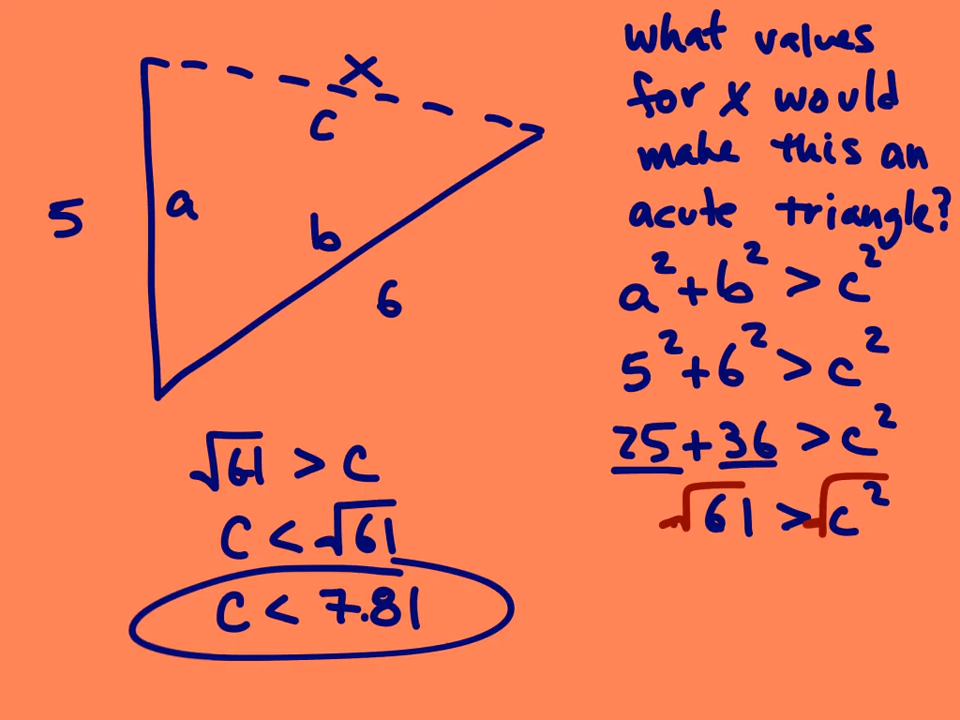 x
c
5
a
b
6
what values
for x would
make this an
acute triangle?
a² + b² > c²
5² + 6² > c²
25 + 36 > c²
√61 > √c²
√61 > c
c < √61
c < 7.81